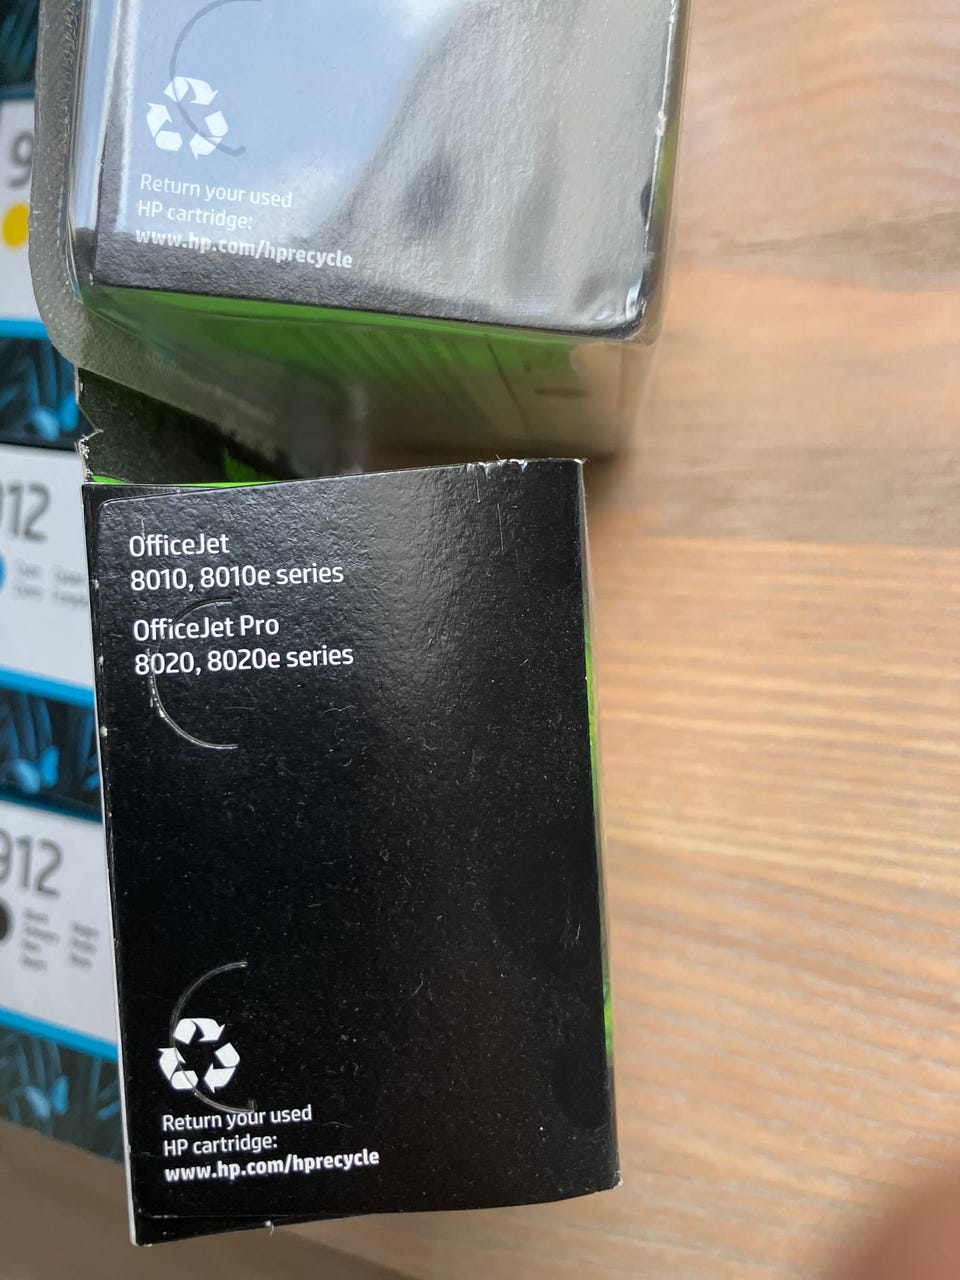 Return your used
HP cartridge:
www.hp.com/hprecycle
OfficeJet
8010, 8010e series
OfficeJet Pro
8020, 8020e series
Return your used
HP cartridge:
www.hp.com/hprecycle
9
912
912